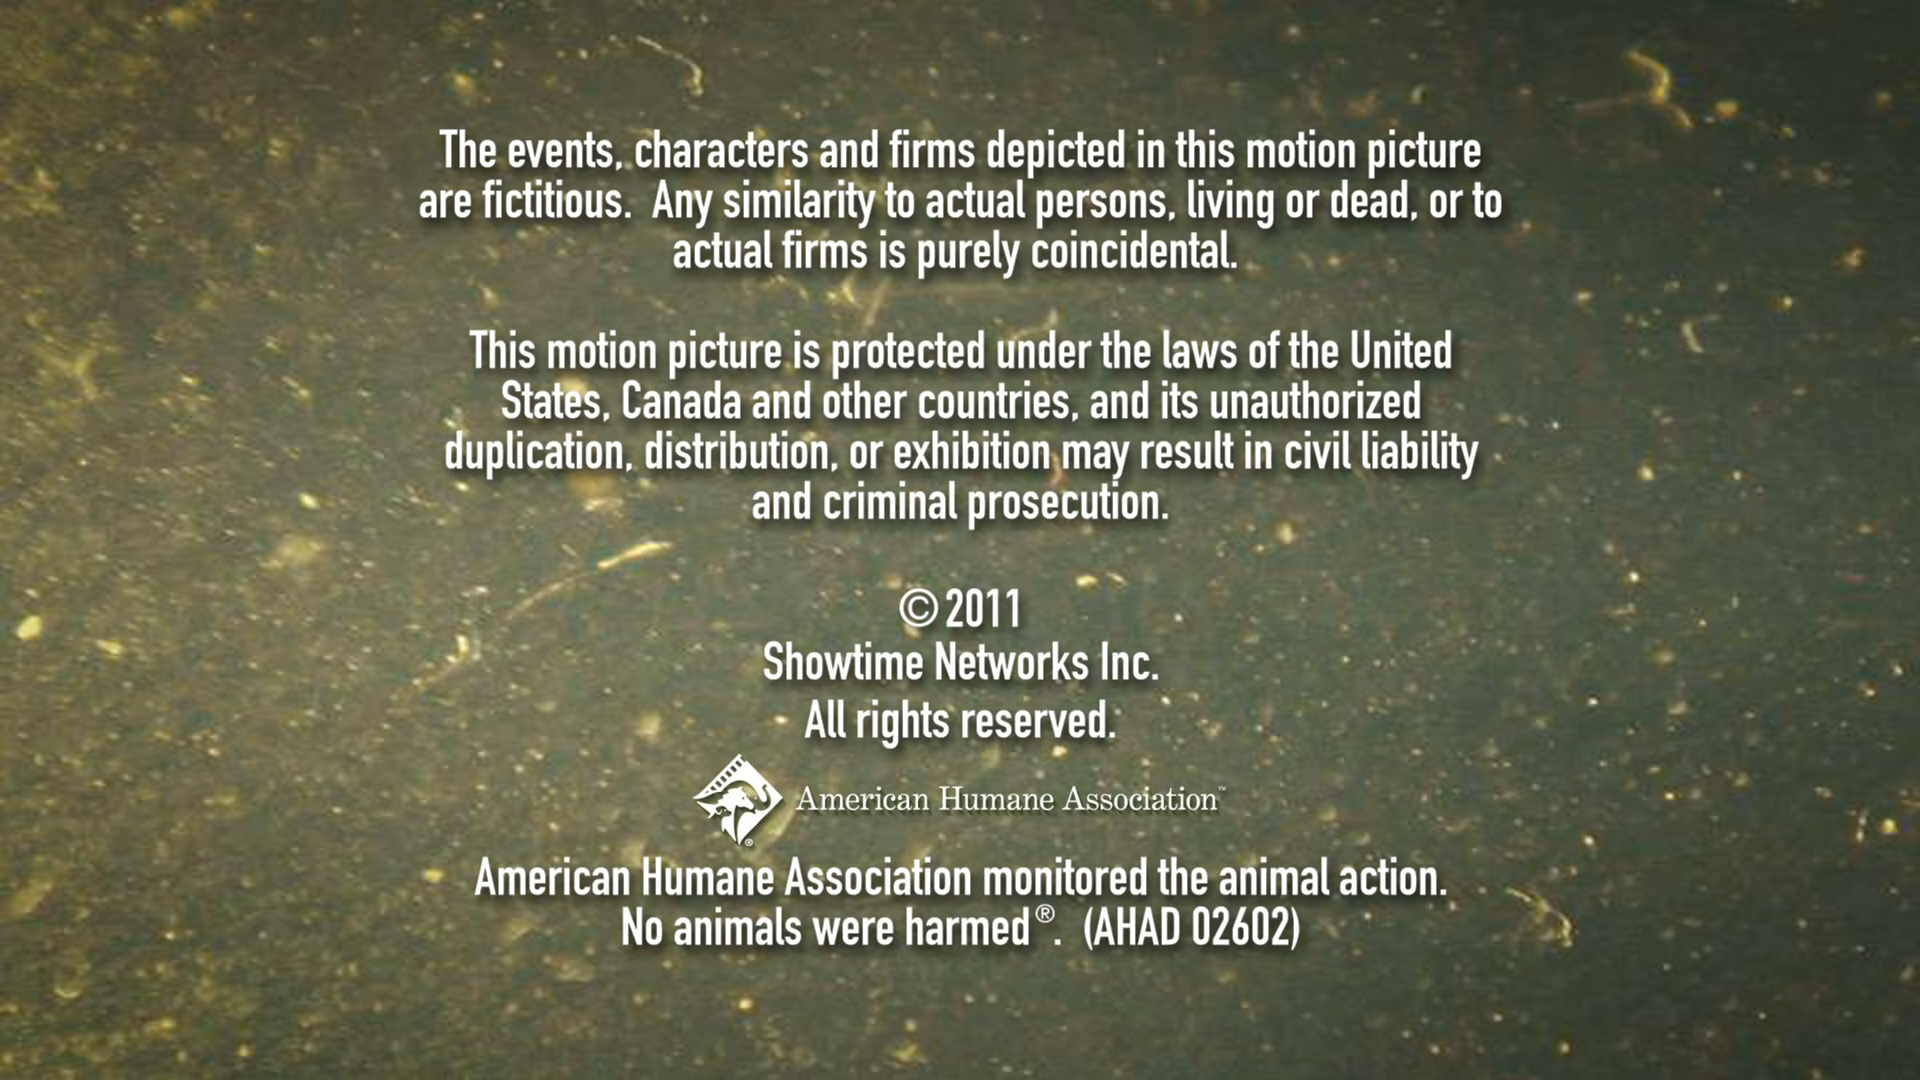 The events, characters and firms depicted in this motion picture
are fictitious. Any similarity to actual persons, living or dead, or to
actual firms is purely coincidental.
This motion picture is protected under the laws of the United
States, Canada and other countries, and its unauthorized
duplication, distribution, or exhibition may result in civil liability
and criminal prosecution.
© 2011
Showtime Networks Inc.
All rights reserved.
American Humane Association™
American Humane Association monitored the animal action.
No animals were harmed®. (AHAD 02602)